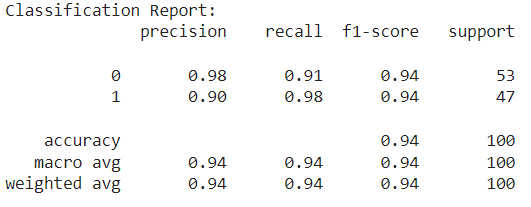 Classification Report:
precision recall f1-score support
0 0.98 0.91 0.94 53
1 0.90 0.98 0.94 47
accuracy 0.94 100
macro avg 0.94 0.94 0.94 100
weighted avg 0.94 0.94 0.94 100